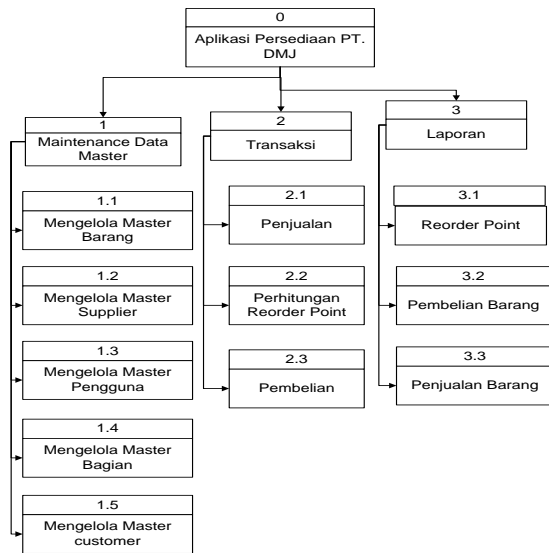 0
Aplikasi Persediaan PT.
DMJ
1
Maintenance Data
Master
1.1
Mengelola Master
Barang
1.2
Mengelola Master
Supplier
1.3
Mengelola Master
Pengguna
1.4
Mengelola Master
Bagian
1.5
Mengelola Master
customer
2
Transaksi
2.1
Penjualan
2.2
Perhitungan
Reorder Point
2.3
Pembelian
3
Laporan
3.1
Reorder Point
3.2
Pembelian Barang
3.3
Penjualan Barang